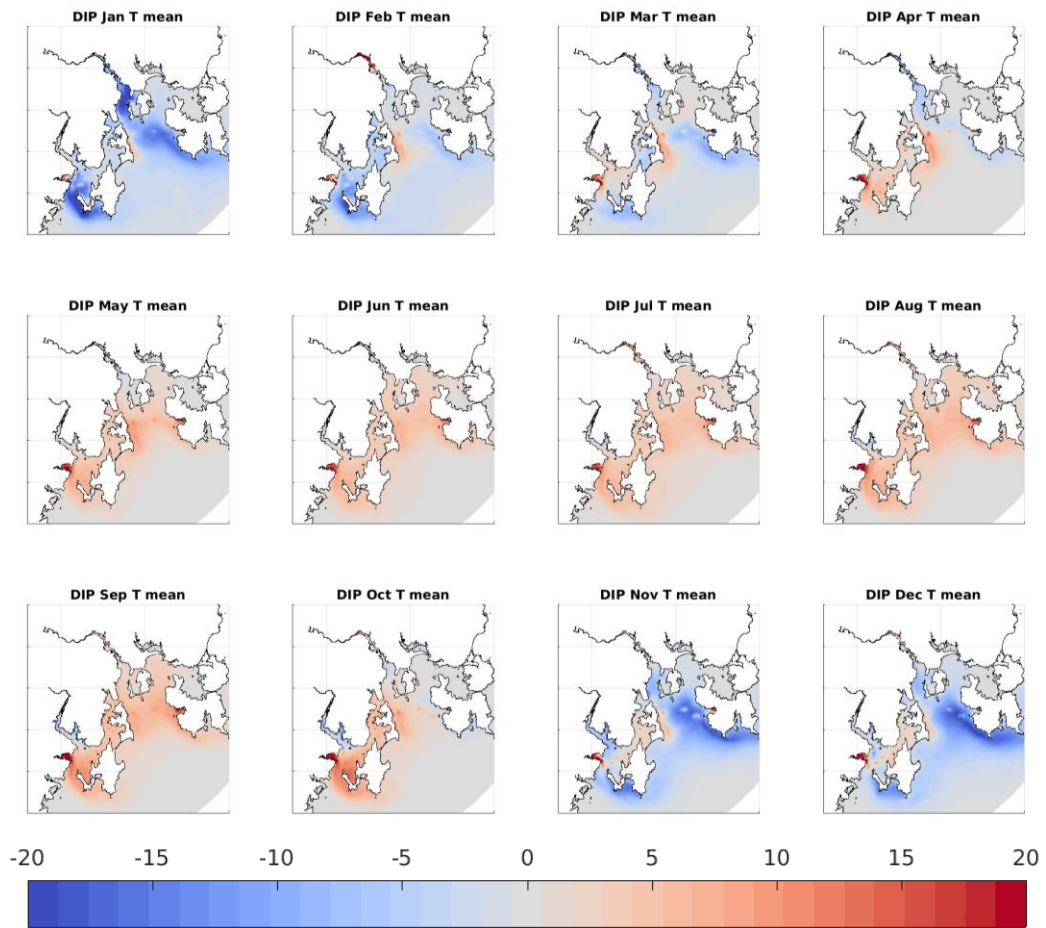 DIP Jan T mean
DIP Feb T mean
DIP Mar T mean
DIP Apr T mean
DIP May T mean
DIP Jun T mean
DIP Jul T mean
DIP Aug T mean
DIP Sep T mean
DIP Oct T mean
DIP Nov T mean
DIP Dec T mean
-20 -15 -10 -5 0 5 10 15 20